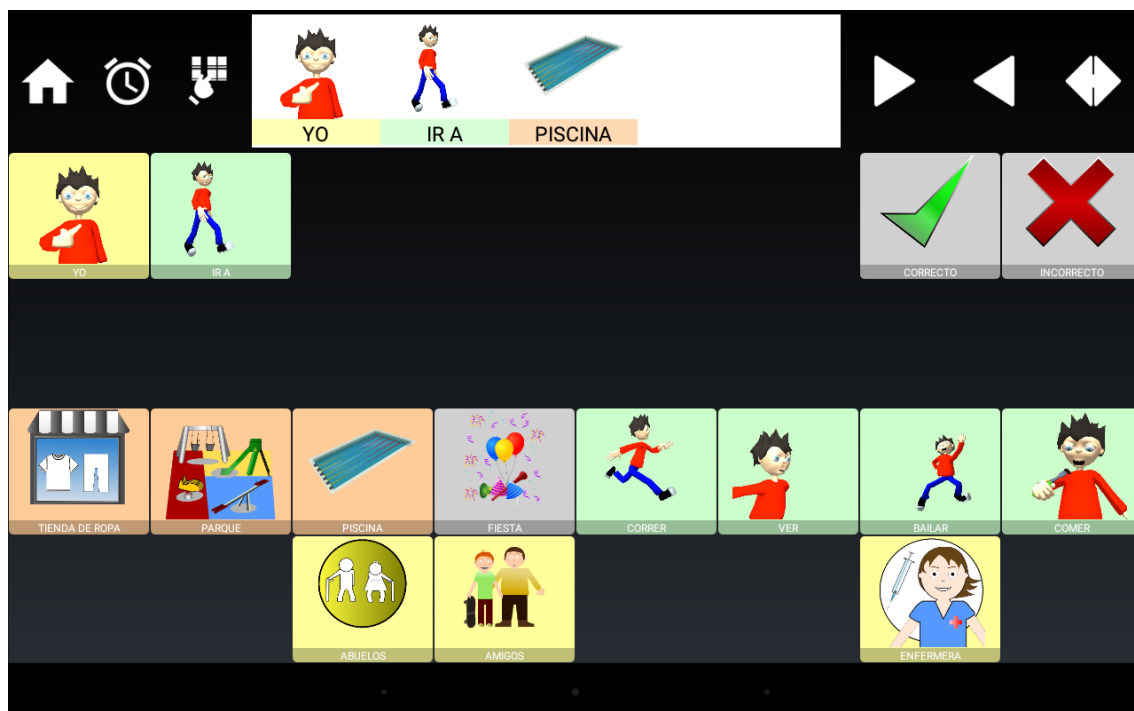 YO
IR A
PISCINA
YO
IR A
CORRECTO
INCORRECTO
TIENDA DE ROPA
PARQUE
PISCINA
FIESTA
CORRER
VER
BAILAR
COMER
ABUELOS
AMIGOS
ENFERMERA